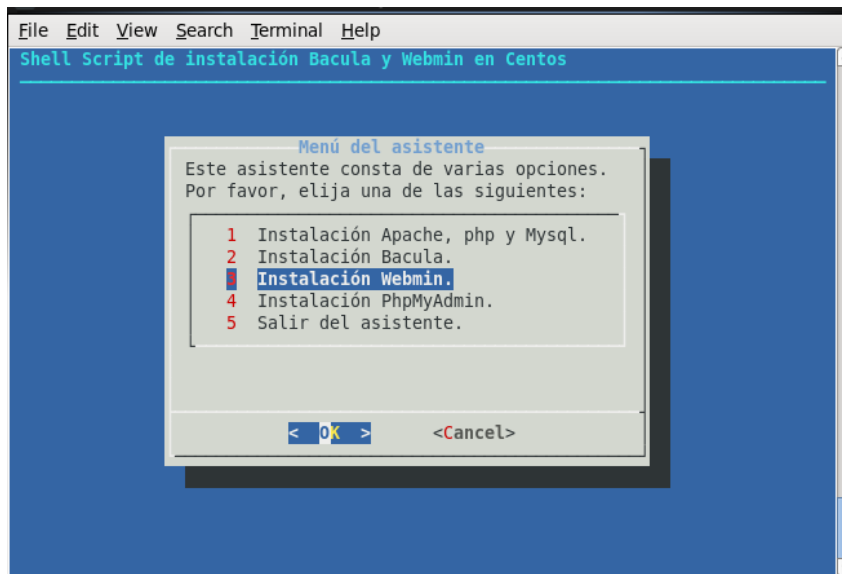 File Edit View Search Terminal Help
Shell Script de instalación Bacula y Webmin en Centos
Menú del asistente
Este asistente consta de varias opciones.
Por favor, elija una de las siguientes:
1 Instalación Apache, php y Mysql.
2 Instalación Bacula.
3 Instalación Webmin.
4 Instalación PhpMyAdmin.
5 Salir del asistente.
< OK > <Cancel>